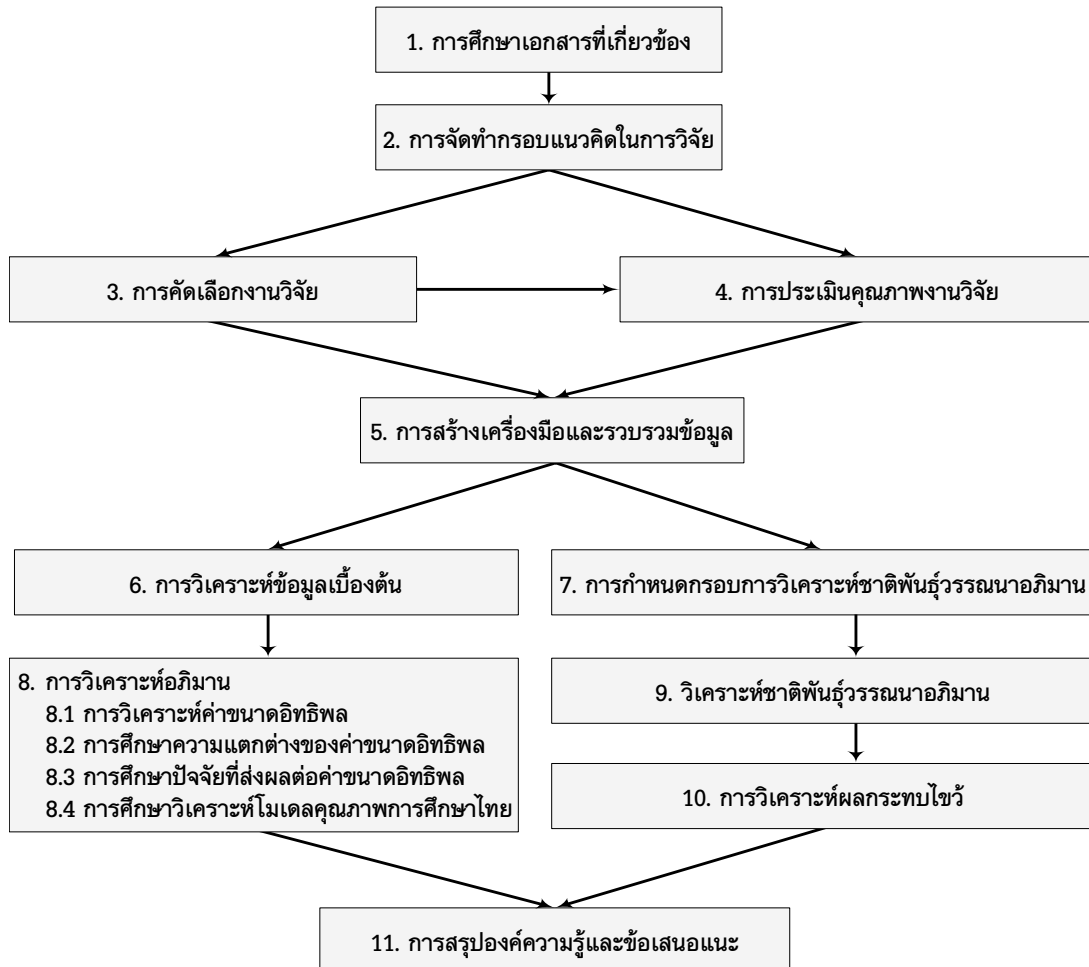 1. การศึกษาเอกสารที่เกี่ยวข้อง
2. การจัดทำกรอบแนวคิดในการวิจัย
3. การคัดเลือกงานวิจัย
4. การประเมินคุณภาพงานวิจัย
5. การสร้างเครื่องมือและรวบรวมข้อมูล
6. การวิเคราะห์ข้อมูลเบื้องต้น
7. การกำหนดกรอบการวิเคราะห์ชาติพันธุ์วรรณนาอภิมาน
8. การวิเคราะห์อภิมาน
8.1 การวิเคราะห์ค่าขนาดอิทธิพล
8.2 การศึกษาความแตกต่างของค่าขนาดอิทธิพล
8.3 การศึกษาปัจจัยที่ส่งผลต่อค่าขนาดอิทธิพล
8.4 การศึกษาวิเคราะห์โมเดลคุณภาพการศึกษาไทย
9. วิเคราะห์ชาติพันธุ์วรรณนาอภิมาน
10. การวิเคราะห์ผลกระทบไขว้
11. การสรุปองค์ความรู้และข้อเสนอแนะ